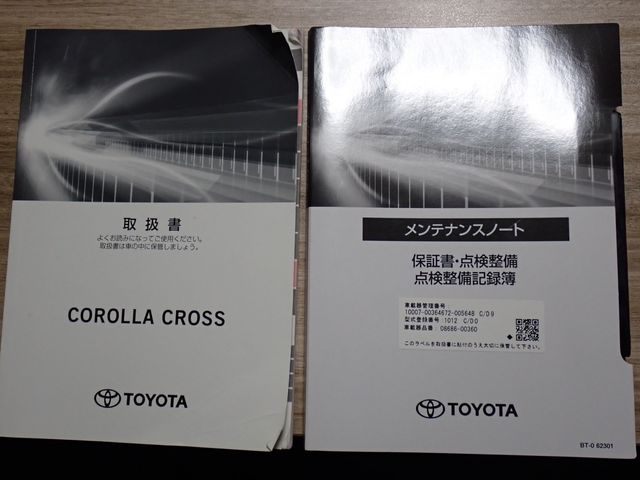 取扱書
よくお読みになってご使用ください。
取扱書は車の中に保管しましょう。
COROLLA CROSS
TOYOTA
メンテナンスノート
保証書・点検整備
点検整備記録簿
車載器管理番号:
10007-00364672-005648 C/D9
型式登録番号:1012 C/D0
車載器品番:08686-00360
このラベルを取扱書に貼付のうえ大切に保管して下さい。
TOYOTA
BT-0 62301